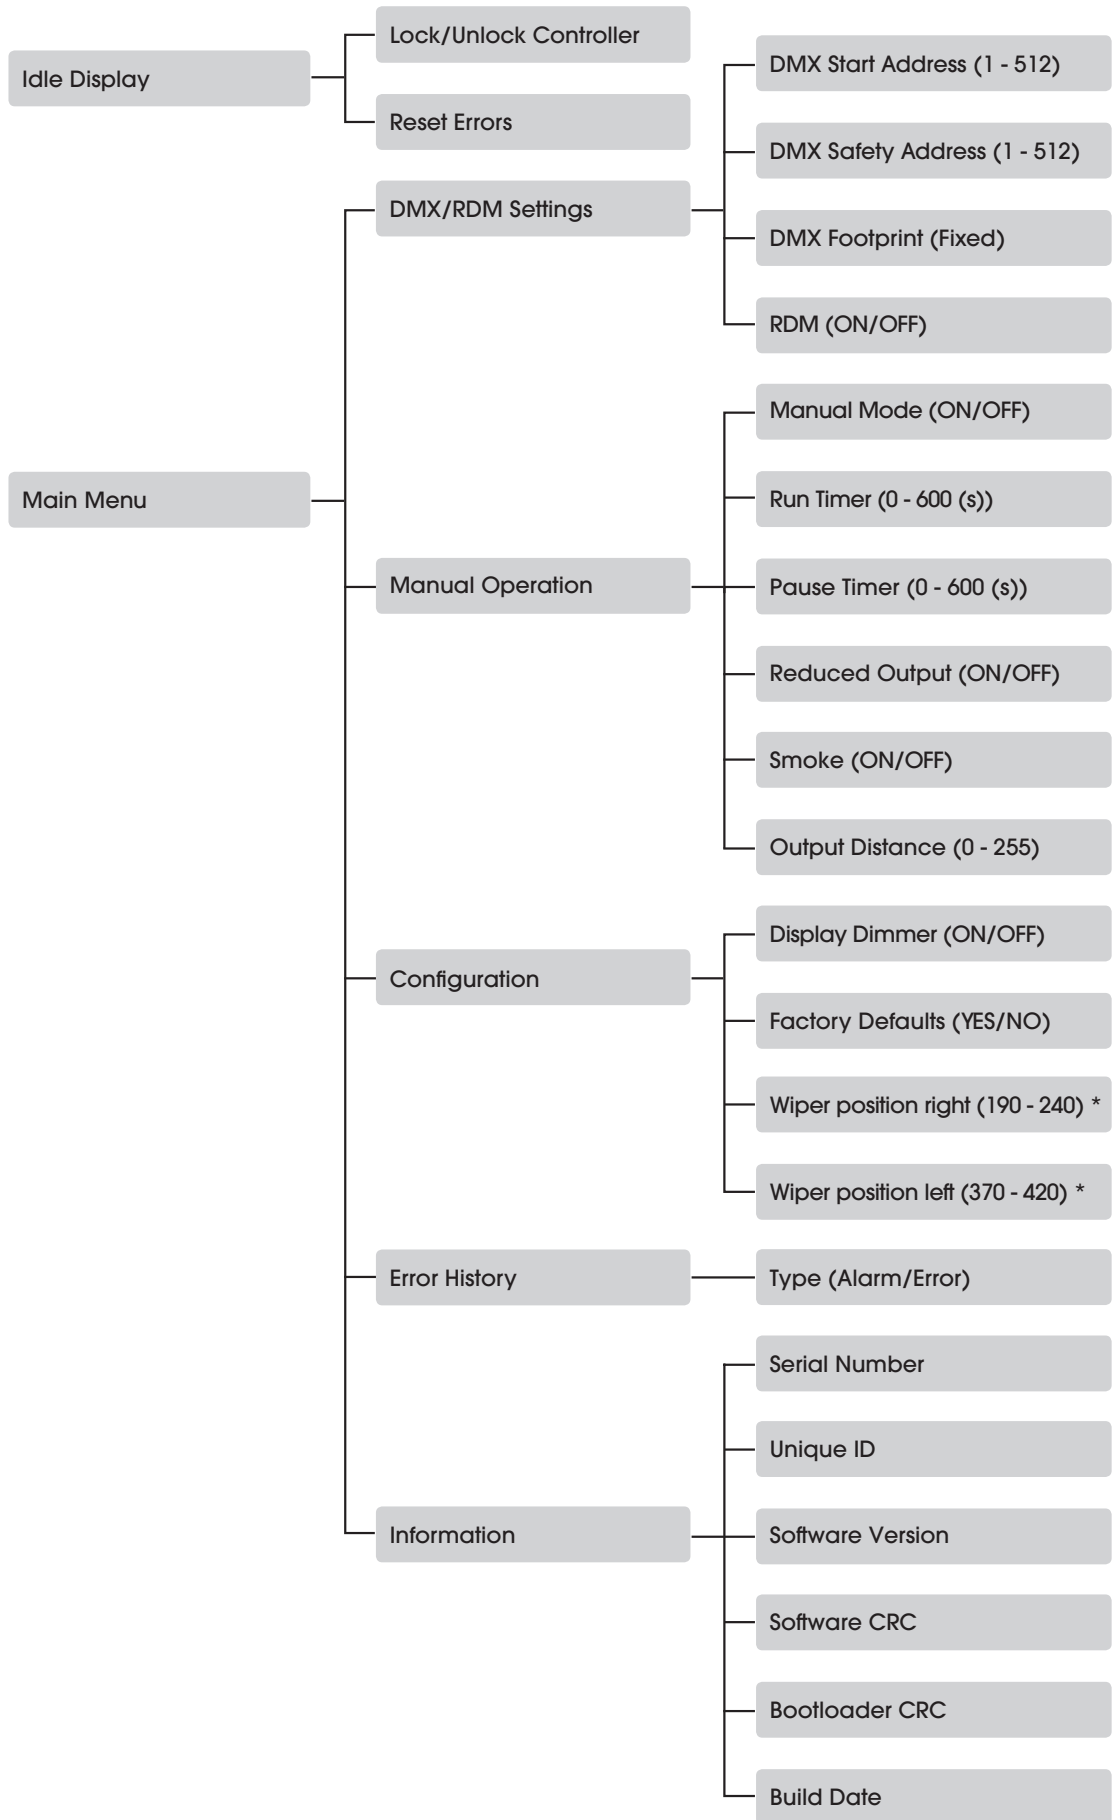 Idle Display
Lock/Unlock Controller
Reset Errors
Main Menu
DMX/RDM Settings
DMX Start Address (1 - 512)
DMX Safety Address (1 - 512)
DMX Footprint (Fixed)
RDM (ON/OFF)
Manual Operation
Manual Mode (ON/OFF)
Run Timer (0 - 600 (s))
Pause Timer (0 - 600 (s))
Reduced Output (ON/OFF)
Smoke (ON/OFF)
Output Distance (0 - 255)
Configuration
Display Dimmer (ON/OFF)
Factory Defaults (YES/NO)
Wiper position right (190 - 240) *
Wiper position left (370 - 420) *
Error History
Type (Alarm/Error)
Information
Serial Number
Unique ID
Software Version
Software CRC
Bootloader CRC
Build Date